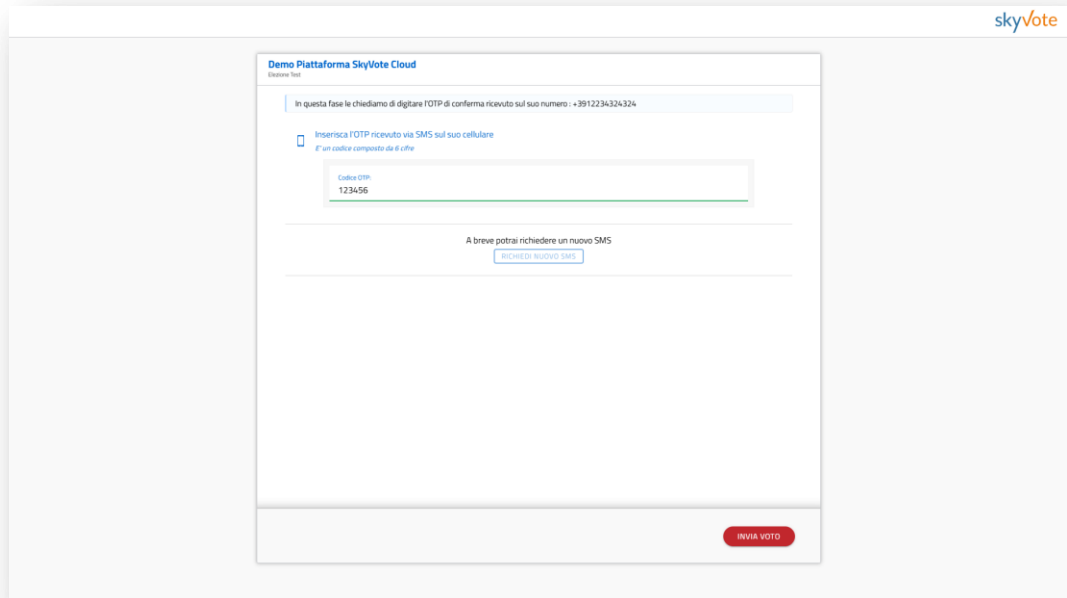 skyVote
Demo Piattaforma SkyVote Cloud
Elezione Test
In questa fase le chiediamo di digitare l'OTP di conferma ricevuto sul suo numero : +3912234324324
Inserisca l'OTP ricevuto via SMS sul suo cellulare
E' un codice composto da 6 cifre
Codice OTP:
123456
A breve potrai richiedere un nuovo SMS
RICHIEDI NUOVO SMS
INVIA VOTO